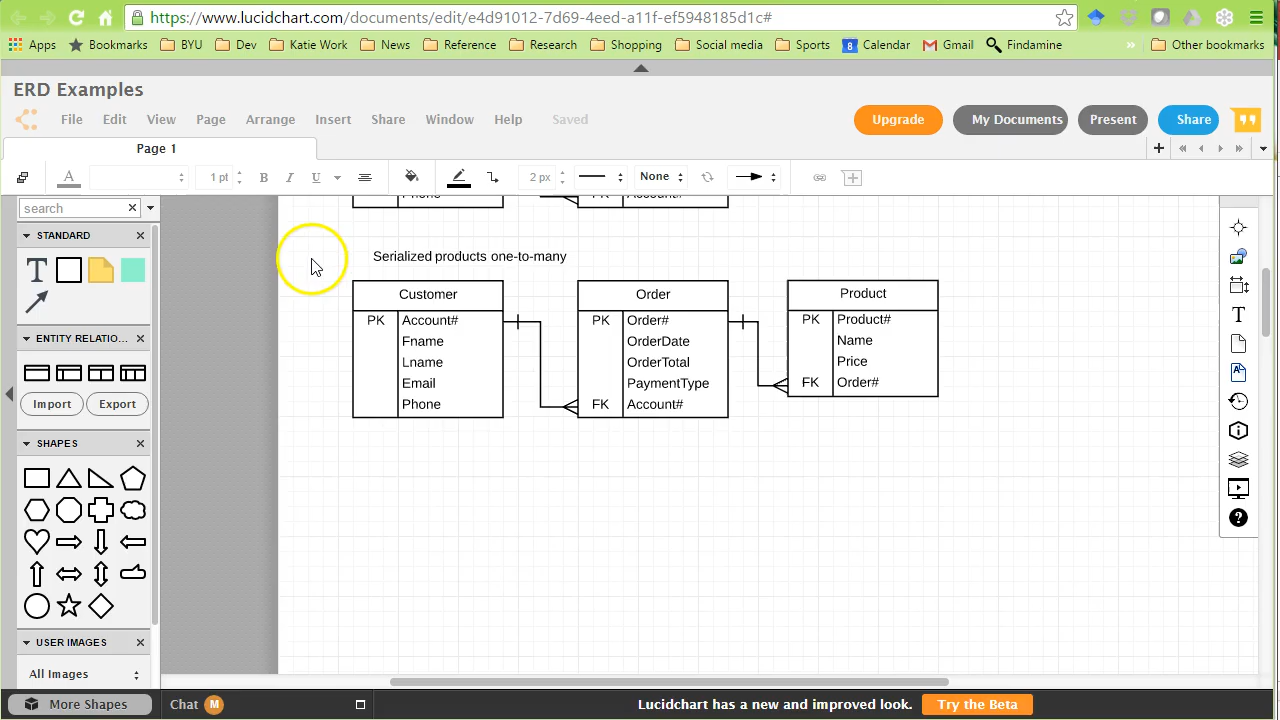 https://www.lucidchart.com/documents/edit/e4d91012-7d69-4eed-a11f-ef5948185d1c#
Apps Bookmarks BYU Dev Katie Work News Reference Research Shopping Social media Sports 8 Calendar Gmail Findamine » Other bookmarks
ERD Examples
File Edit View Page Arrange Insert Share Window Help Saved
Upgrade My Documents Present Share
Page 1
A 1 pt B I U 2 px None
search
STANDARD
T
ENTITY RELATIO...
Import Export
SHAPES
USER IMAGES
All Images
More Shapes
Phone
FK Account#
Serialized products one-to-many
Customer
PK Account#
Fname
Lname
Email
Phone
Order
PK Order#
OrderDate
OrderTotal
PaymentType
FK Account#
Product
PK Product#
Name
Price
FK Order#
T
A
?
Chat M
Lucidchart has a new and improved look. Try the Beta